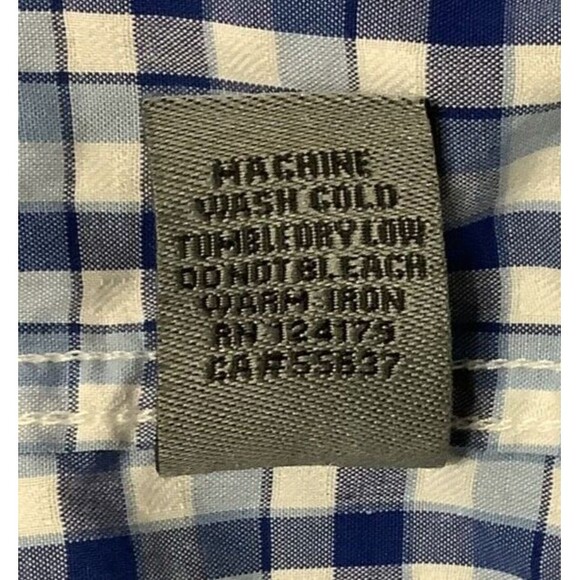 MACHINE
WASH COLD
TUMBLE DRY LOW
DO NOT BLEACH
WARM IRON
RN 124175
CA#55637